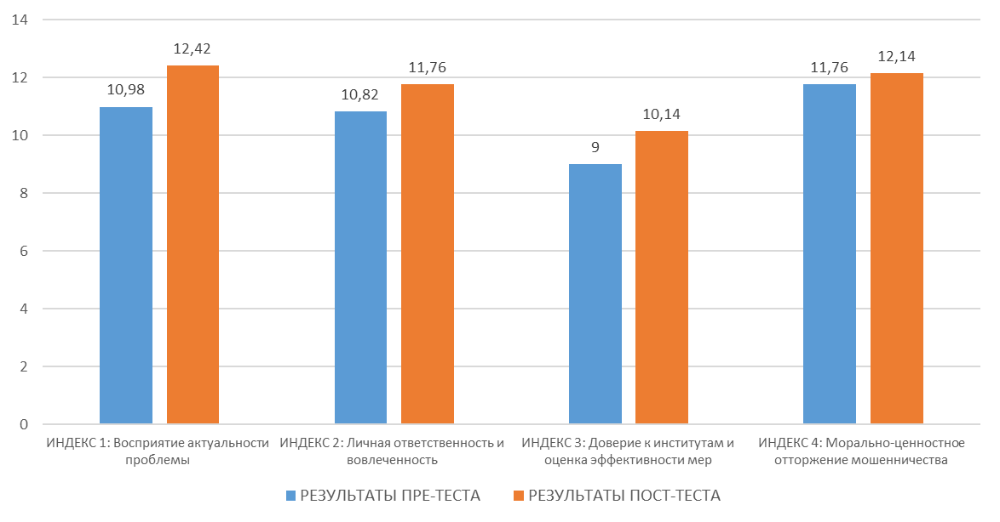 14
12
10
8
6
4
2
0
10,98
12,42
10,82
11,76
9
10,14
11,76
12,14
ИНДЕКС 1: Восприятие актуальности
проблемы
ИНДЕКС 2: Личная ответственность и
вовлеченность
ИНДЕКС 3: Доверие к институтам и
оценка эффективности мер
ИНДЕКС 4: Морально-ценностное
отторжение мошенничества
РЕЗУЛЬТАТЫ ПРЕ-ТЕСТА
РЕЗУЛЬТАТЫ ПОСТ-ТЕСТА